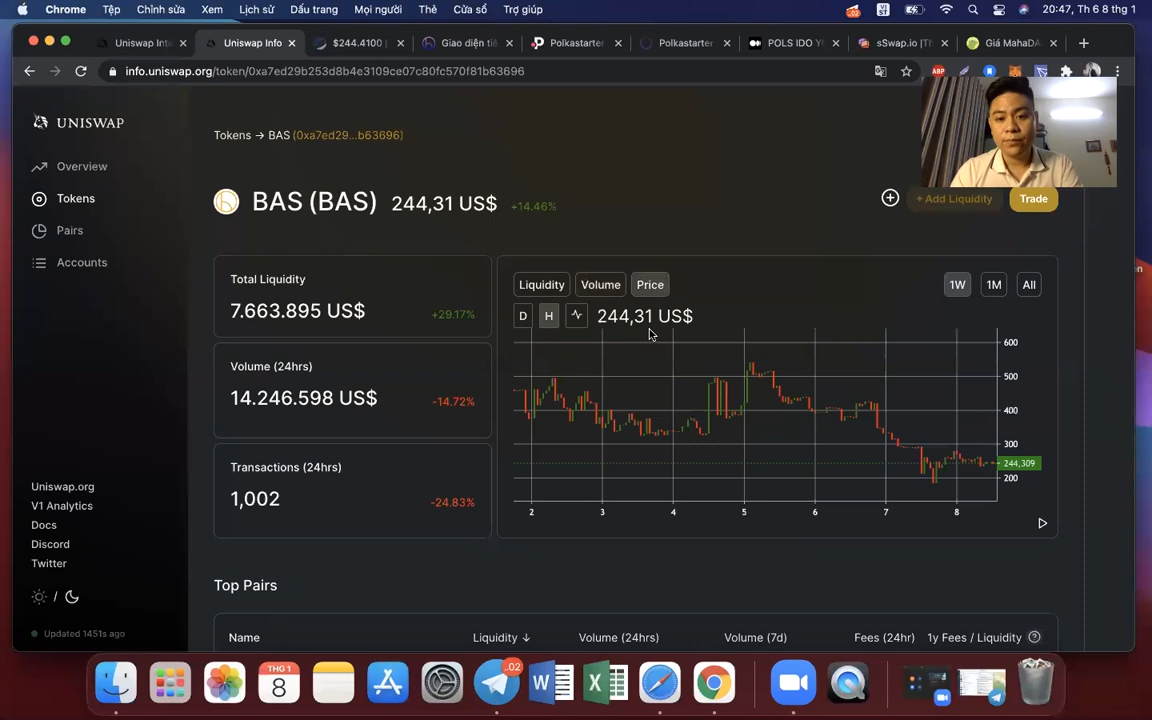 Chrome Tệp Chỉnh sửa Xem Lịch sử Dấu trang Mọi người Thẻ Cửa sổ Trợ giúp 20:47, Th 6 8 thg 1
Uniswap Inte Uniswap Info $244.4100 Giao diện tiề Polkastarter Polkastarter POLS IDO sSwap.io Giá MahaDA
info.uniswap.org/token/0xa7ed29b253d8b4e3109ce07c80fc570f81b63696
UNISWAP
Overview
Tokens
Pairs
Accounts
Tokens → BAS (0xa7ed29...b63696)
BAS (BAS) 244,31 US$ +14.46%
+ Add Liquidity Trade
Total Liquidity
7.663.895 US$ +29.17%
Volume (24hrs)
14.246.598 US$ -14.72%
Transactions (24hrs)
1,002 -24.83%
Liquidity Volume Price 1W 1M All
D H 244,31 US$
600
500
400
300
244,309
200
2 3 4 5 6 7 8
Uniswap.org
V1 Analytics
Docs
Discord
Twitter
/
Updated 1451s ago
Top Pairs
Name Liquidity ↓ Volume (24hrs) Volume (7d) Fees (24hr) 1y Fees / Liquidity ?
THG 1
8